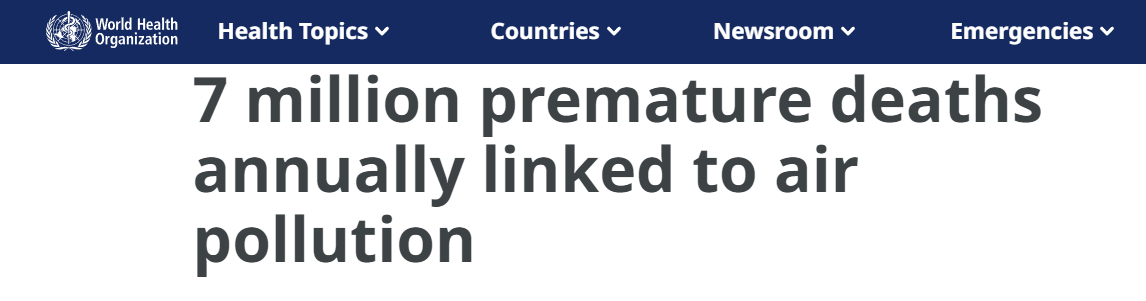 World Health
Organization
Health Topics
Countries
Newsroom
Emergencies
7 million premature deaths
annually linked to air
pollution